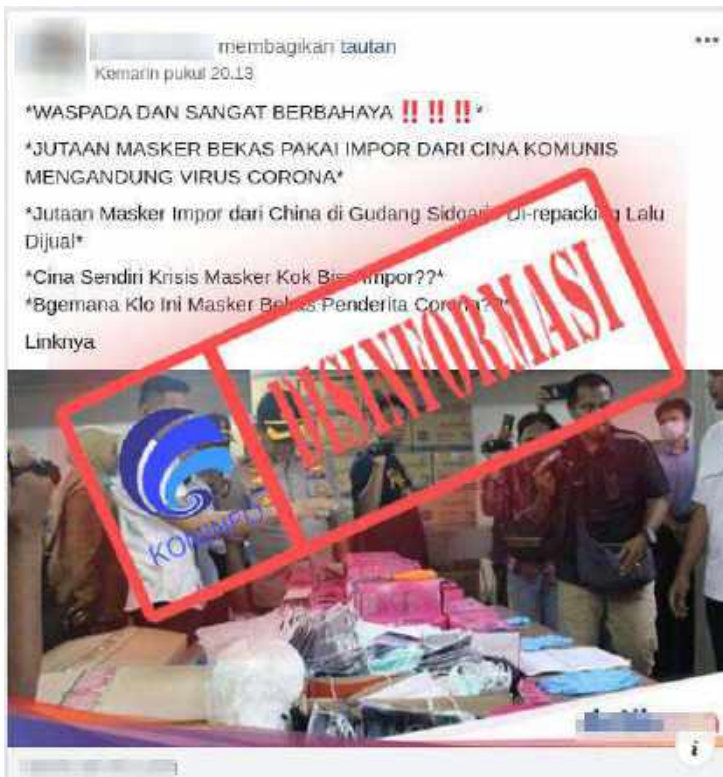 membagikan tautan
Kemarin pukul 20.13
*WASPADA DAN SANGAT BERBAHAYA ‼️ ‼️ ‼️*
*JUTAAN MASKER BEKAS PAKAI IMPOR DARI CINA KOMUNIS
MENGANDUNG VIRUS CORONA*
*Jutaan Masker Impor dari China di Gudang Sidoarjo Di-repacking Lalu
Dijual*
*Cina Sendiri Krisis Masker Kok Bisa Impor??*
*Bgemana Klo Ini Masker Bekas Penderita Corona??*
Linknya
DISINFORMASI
KOMINFO